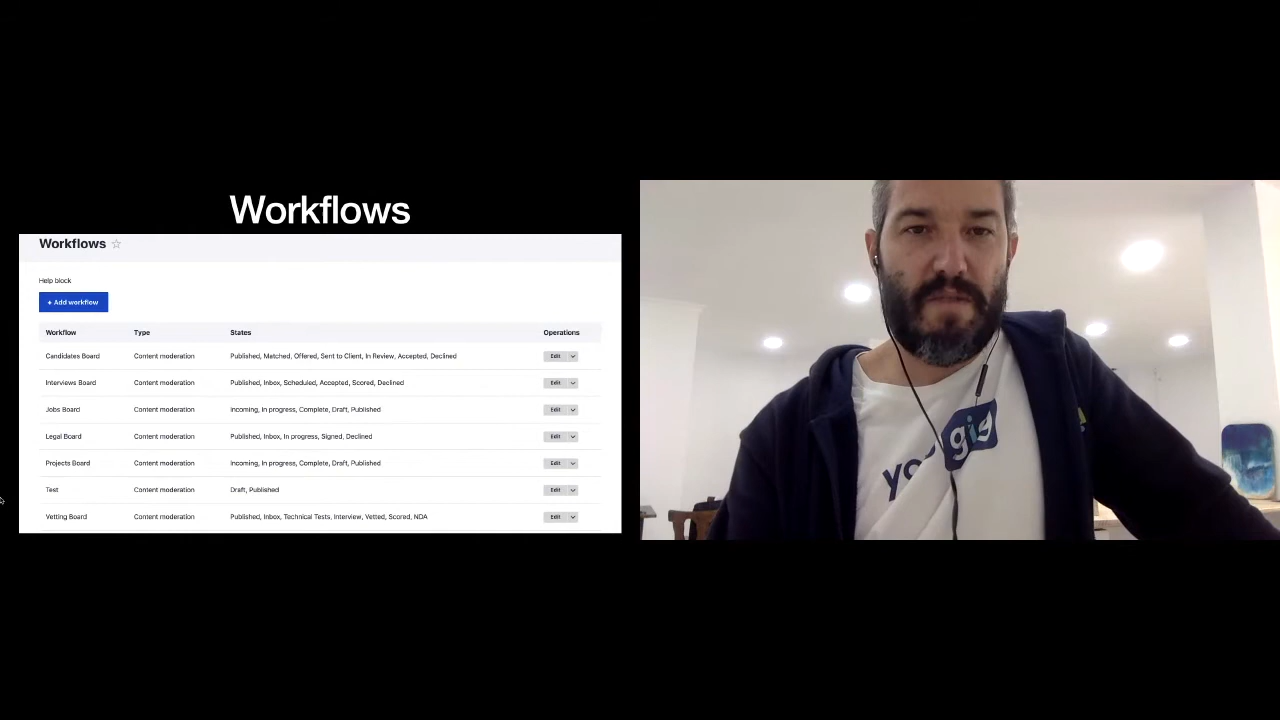 Workflows
Workflows
Help block
+ Add workflow
Workflow Type States Operations
Candidates Board Content moderation Published, Matched, Offered, Sent to Client, In Review, Accepted, Declined Edit
Interviews Board Content moderation Published, Inbox, Scheduled, Accepted, Scored, Declined Edit
Jobs Board Content moderation Incoming, In progress, Complete, Draft, Published Edit
Legal Board Content moderation Published, Inbox, In progress, Signed, Declined Edit
Projects Board Content moderation Incoming, In progress, Complete, Draft, Published Edit
Test Content moderation Draft, Published Edit
Vetting Board Content moderation Published, Inbox, Technical Tests, Interview, Vetted, Scored, NDA Edit
gig